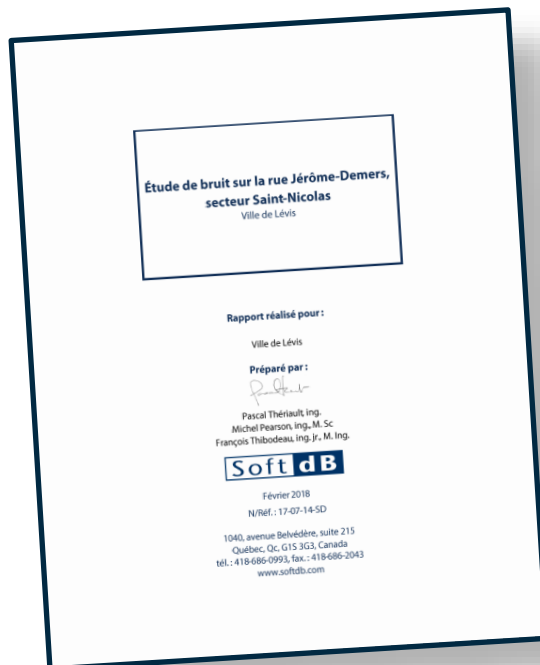 Étude de bruit sur la rue Jérôme-Demers,
secteur Saint-Nicolas
Ville de Lévis
Rapport réalisé pour :
Ville de Lévis
Préparé par :
Pascal Thériault, ing.
Michel Pearson, ing., M. Sc
François Thibodeau, ing. jr., M. Ing.
Soft dB
Février 2018
N/Réf. : 17-07-14-SD
1040, avenue Belvédère, suite 215
Québec, Qc, G1S 3G3, Canada
tél. : 418-686-0993, fax. : 418-686-2043
www.softdb.com